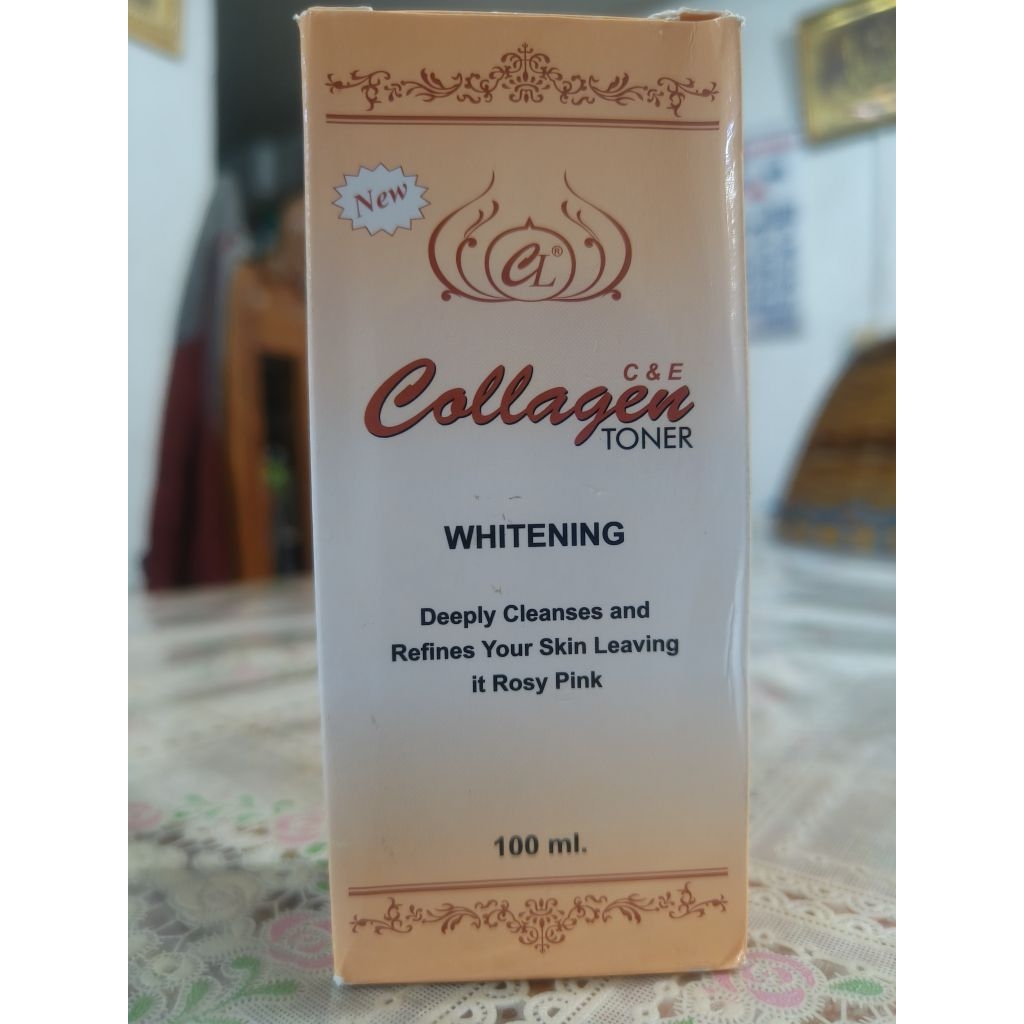 New
CL®
C & E
Collagen
TONER
WHITENING
Deeply Cleanses and
Refines Your Skin Leaving
it Rosy Pink
100 ml.